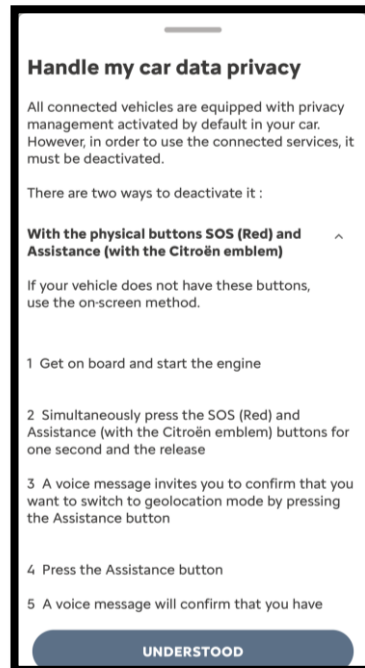 Handle my car data privacy
All connected vehicles are equipped with privacy
management activated by default in your car.
However, in order to use the connected services, it
must be deactivated.
There are two ways to deactivate it :
With the physical buttons SOS (Red) and
Assistance (with the Citroën emblem)
If your vehicle does not have these buttons,
use the on-screen method.
1 Get on board and start the engine
2 Simultaneously press the SOS (Red) and
Assistance (with the Citroën emblem) buttons for
one second and the release
3 A voice message invites you to confirm that you
want to switch to geolocation mode by pressing
the Assistance button
4 Press the Assistance button
5 A voice message will confirm that you have
UNDERSTOOD